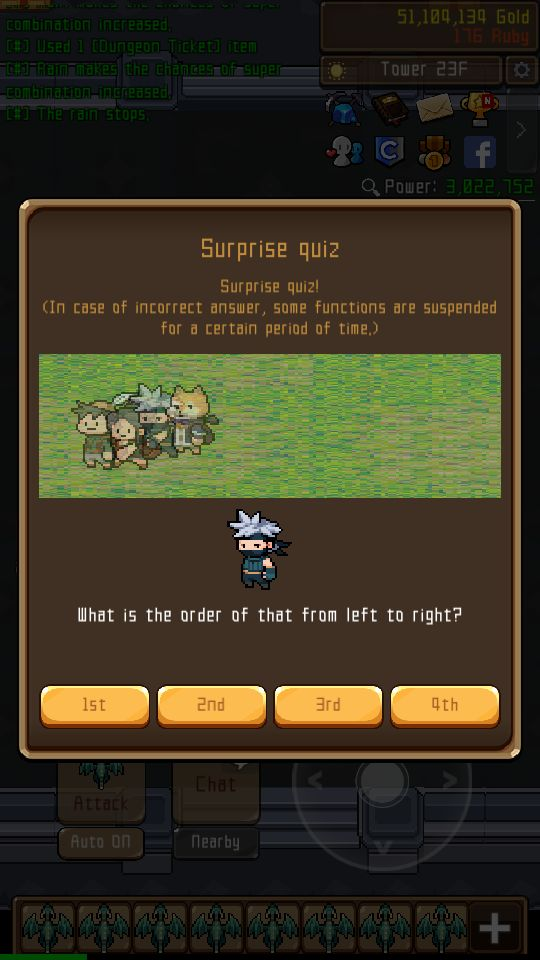 combination increased.
[#] Used 1 [Dungeon Ticket] item
[#] Rain makes the chances of super
combination increased.
[#] The rain stops.
51,104,134 Gold
176 Ruby
Tower 23F
N
Power: 3,022,752
Surprise quiz
Surprise quiz!
(In case of incorrect answer, some functions are suspended
for a certain period of time.)
What is the order of that from left to right?
1st
2nd
3rd
4th
Attack
Chat
Auto ON
Nearby